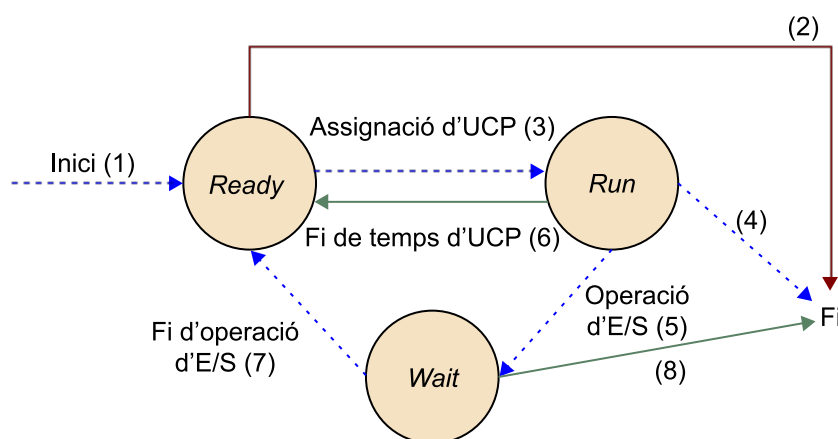 (2)
Assignació d'UCP (3)
Inici (1)
Ready
Run
(4)
Fi de temps d'UCP (6)
Operació
d'E/S (5)
Fi
Fi d'operació
d'E/S (7)
Wait
(8)